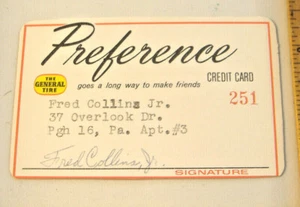 Preference
THE
GENERAL
TIRE
goes a long way to make friends
CREDIT CARD
251
Fred Collins Jr.
37 Overlook Dr.
Pgh 16, Pa. Apt.#3
Fred Collins, Jr.
SIGNATURE